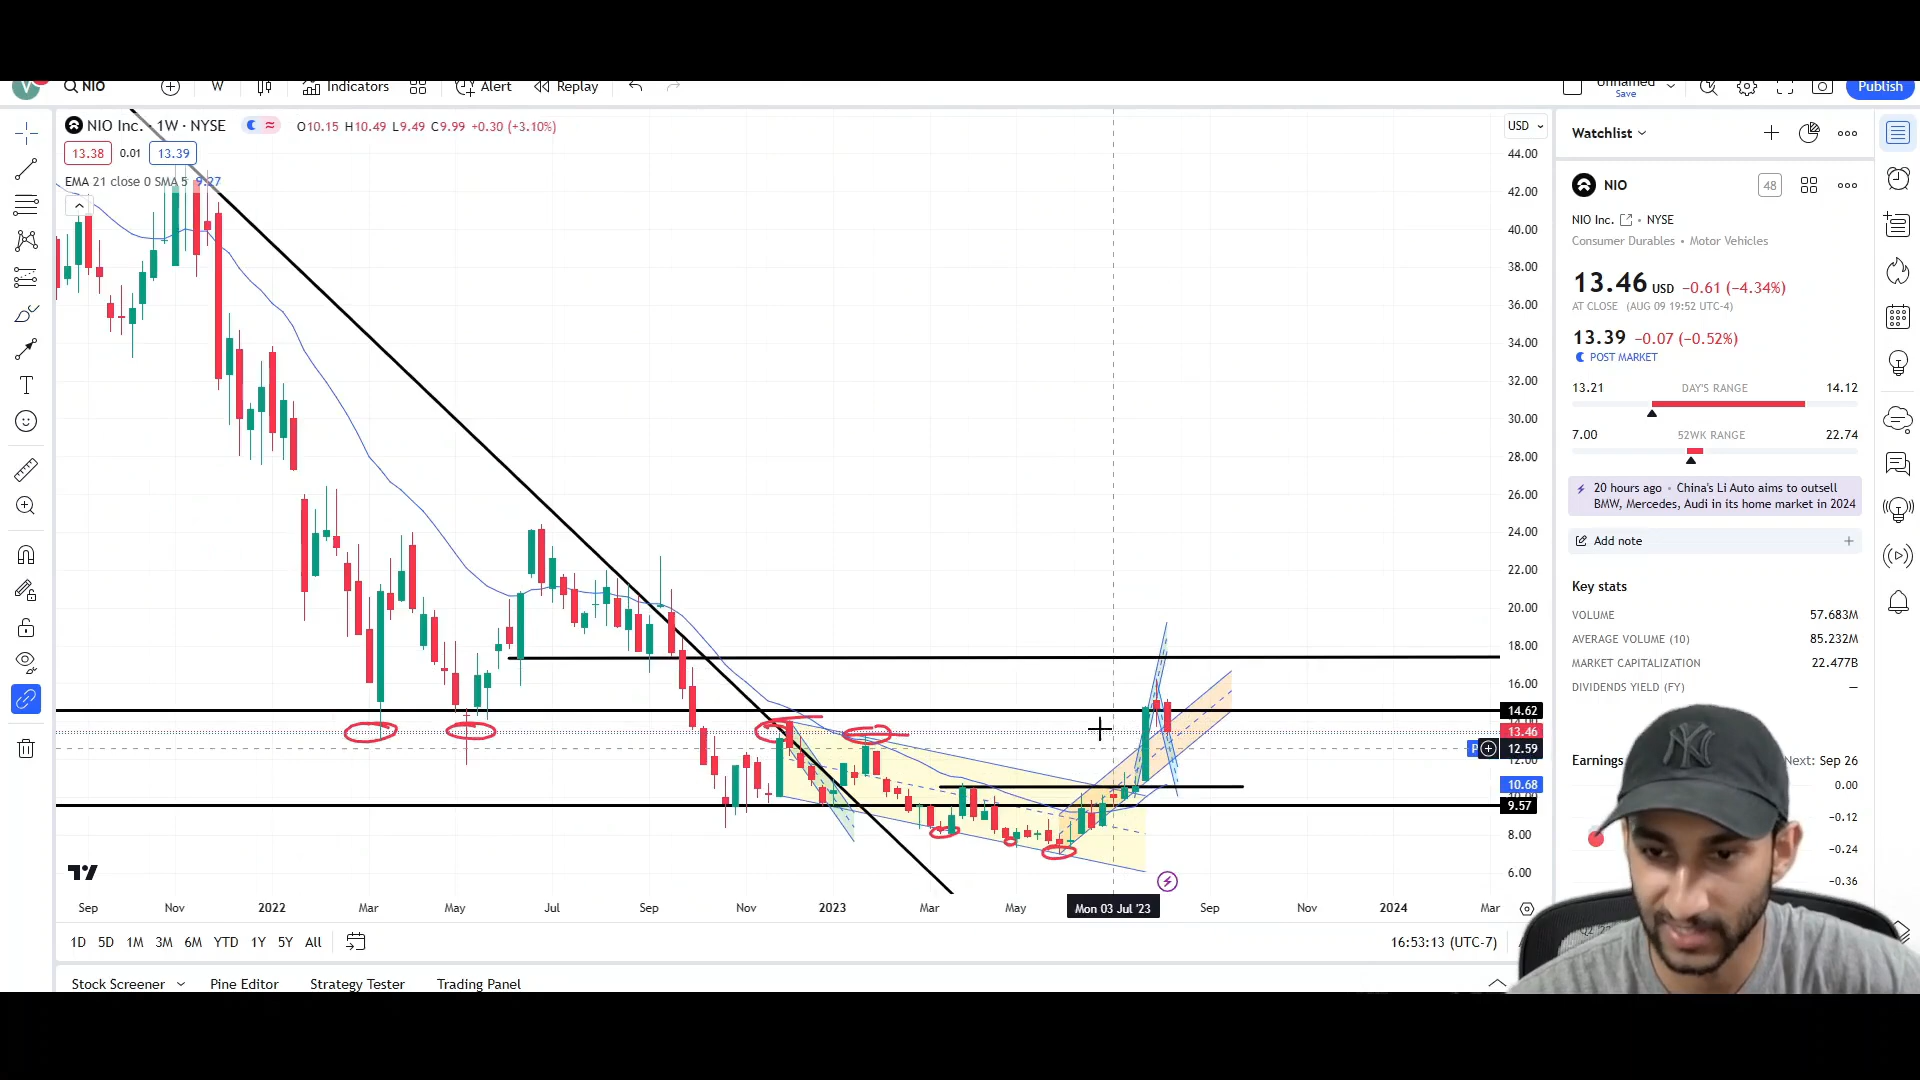 NIO
W
Indicators
Alert
Replay
Unnamed
Save
Publish
NIO Inc. · 1W · NYSE
O10.15 H10.49 L9.49 C9.99 +0.30 (+3.10%)
13.38 0.01 13.39
EMA 21 close 0 SMA 5 9.27
USD
44.00
42.00
40.00
38.00
36.00
34.00
32.00
30.00
28.00
26.00
24.00
22.00
20.00
18.00
16.00
14.62
13.46
12.59
12.00
10.68
9.57
8.00
6.00
Sep Nov 2022 Mar May Jul Sep Nov 2023 Mar May Mon 03 Jul '23 Sep Nov 2024 Mar
1D 5D 1M 3M 6M YTD 1Y 5Y All
16:53:13 (UTC-7)
Stock Screener Pine Editor Strategy Tester Trading Panel
Watchlist
NIO
48
NIO Inc. • NYSE
Consumer Durables • Motor Vehicles
13.46 USD −0.61 (−4.34%)
AT CLOSE (AUG 09 19:52 UTC-4)
13.39 −0.07 (−0.52%)
POST MARKET
13.21 DAY'S RANGE 14.12
7.00 52WK RANGE 22.74
20 hours ago • China's Li Auto aims to outsell
BMW, Mercedes, Audi in its home market in 2024
Add note
Key stats
VOLUME 57.683M
AVERAGE VOLUME (10) 85.232M
MARKET CAPITALIZATION 22.477B
DIVIDENDS YIELD (FY) —
Earnings
Next: Sep 26
0.00
-0.12
-0.24
-0.36
NY